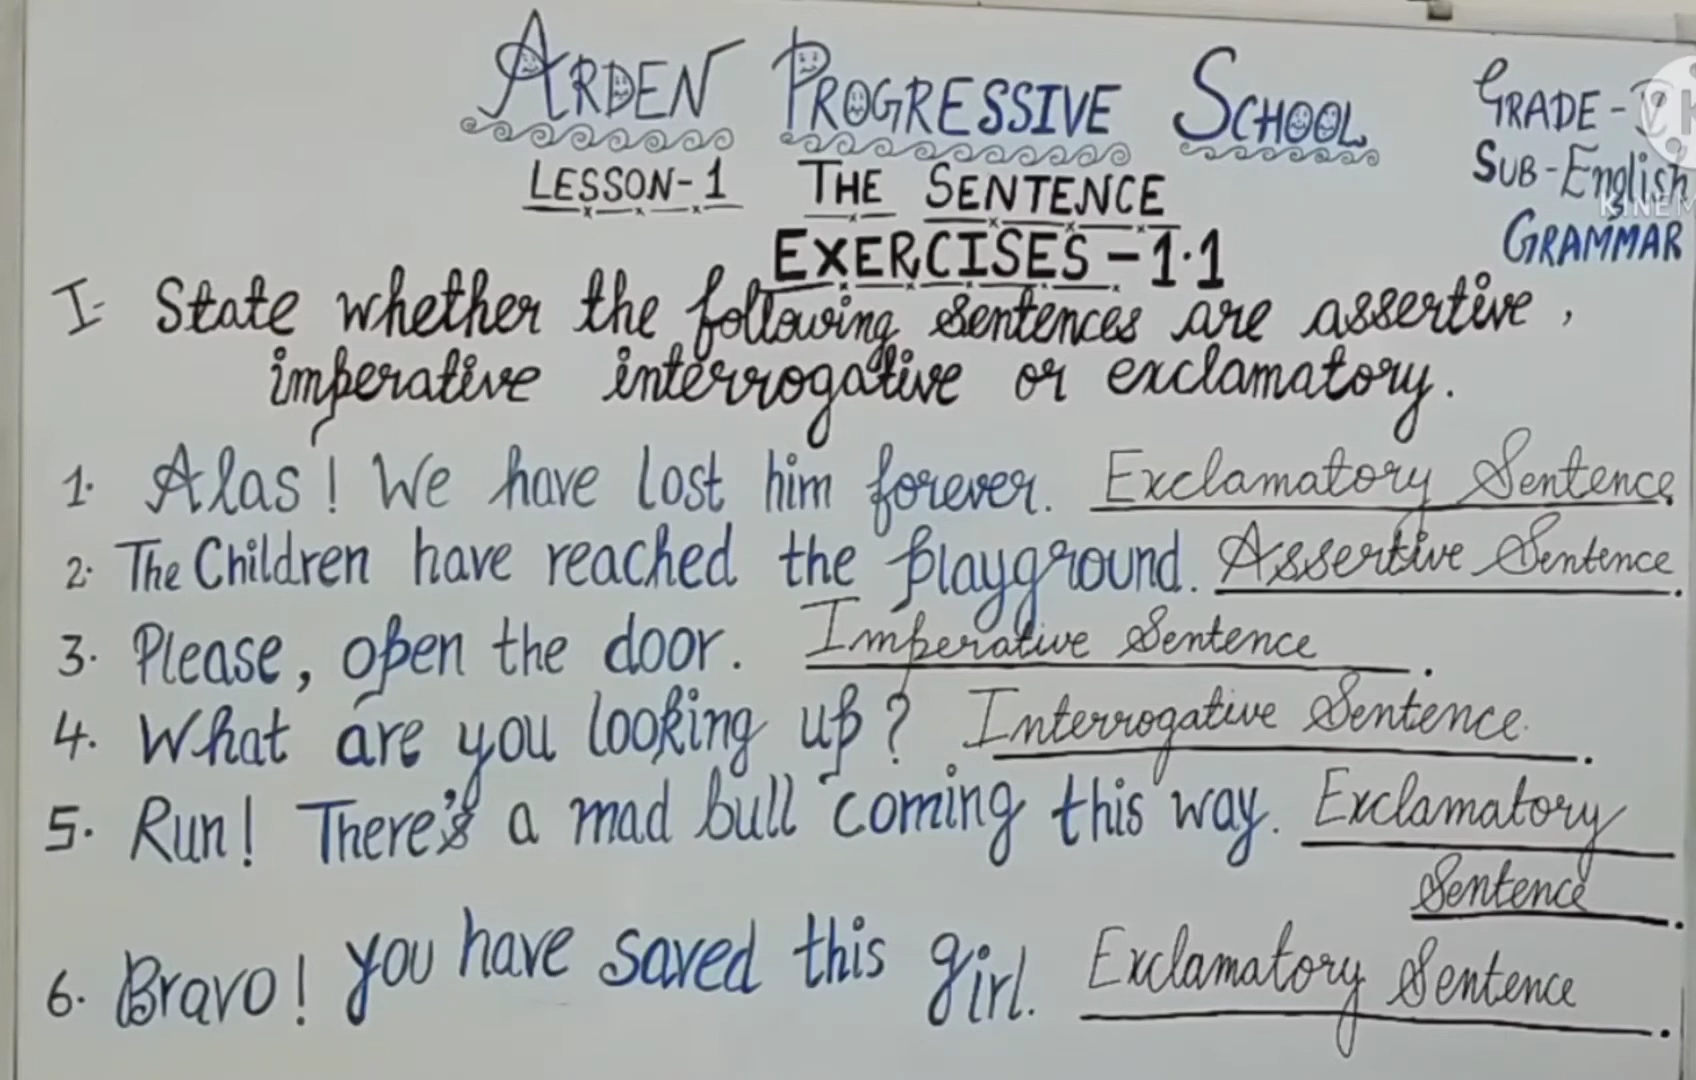 ARDEN PROGRESSIVE SCHOOL
GRADE -
SUB - English
GRAMMAR
LESSON-1 THE SENTENCE
EXERCISES - 1.1
I- State whether the following sentences are assertive,
imperative interrogative or exclamatory.
1. Alas! We have lost him forever. Exclamatory Sentence.
2. The Children have reached the playground. Assertive Sentence.
3. Please, open the door. Imperative Sentence.
4. What are you looking up? Interrogative Sentence.
5. Run! There's a mad bull coming this way. Exclamatory
Sentence.
6. Bravo! you have saved this girl. Exclamatory Sentence.